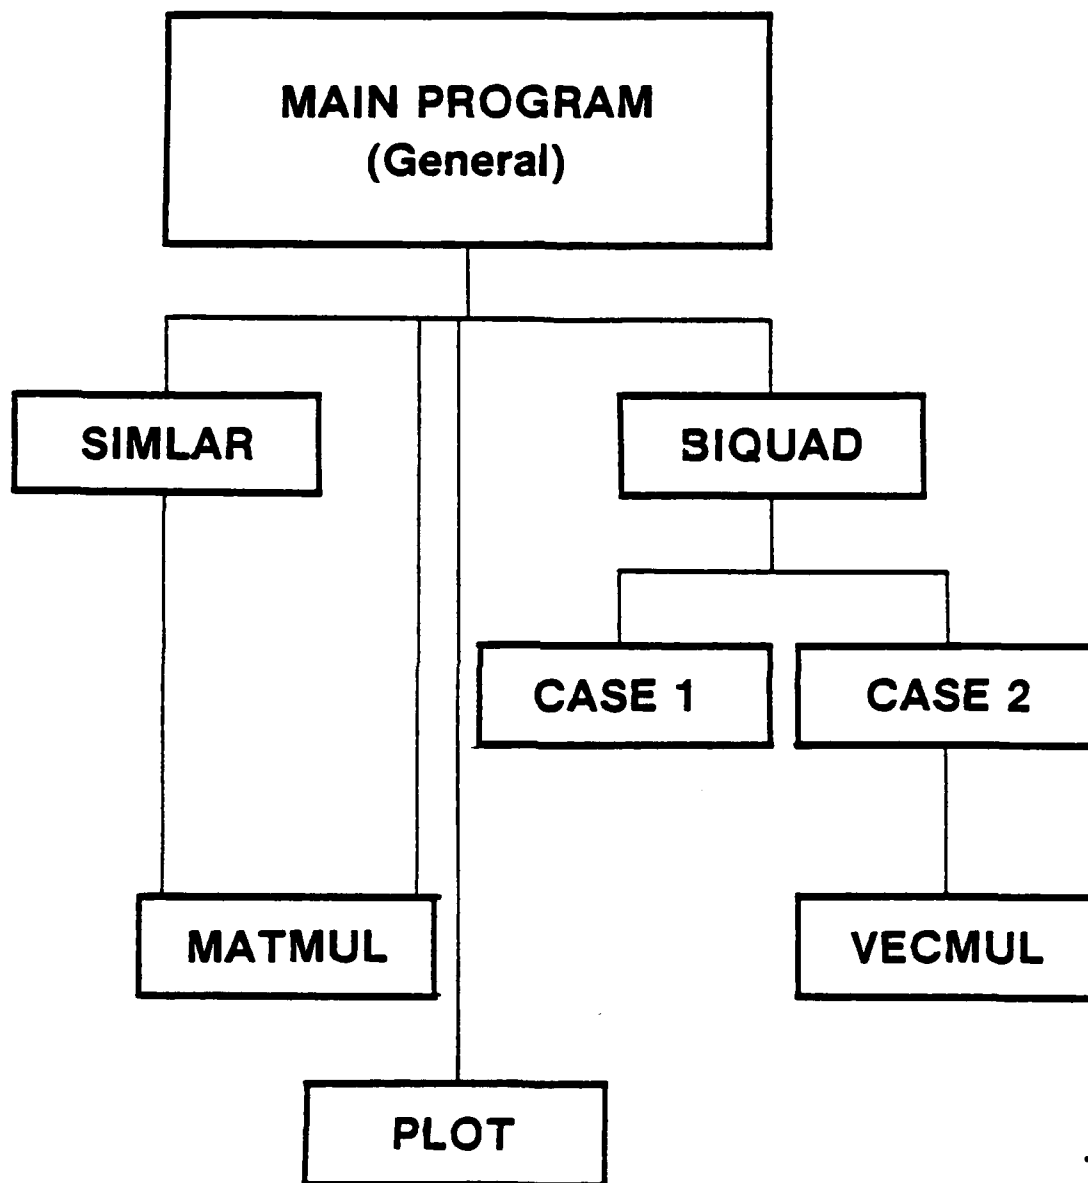 MAIN PROGRAM
(General)
SIMLAR
BIQUAD
CASE 1
CASE 2
MATMUL
VECMUL
PLOT